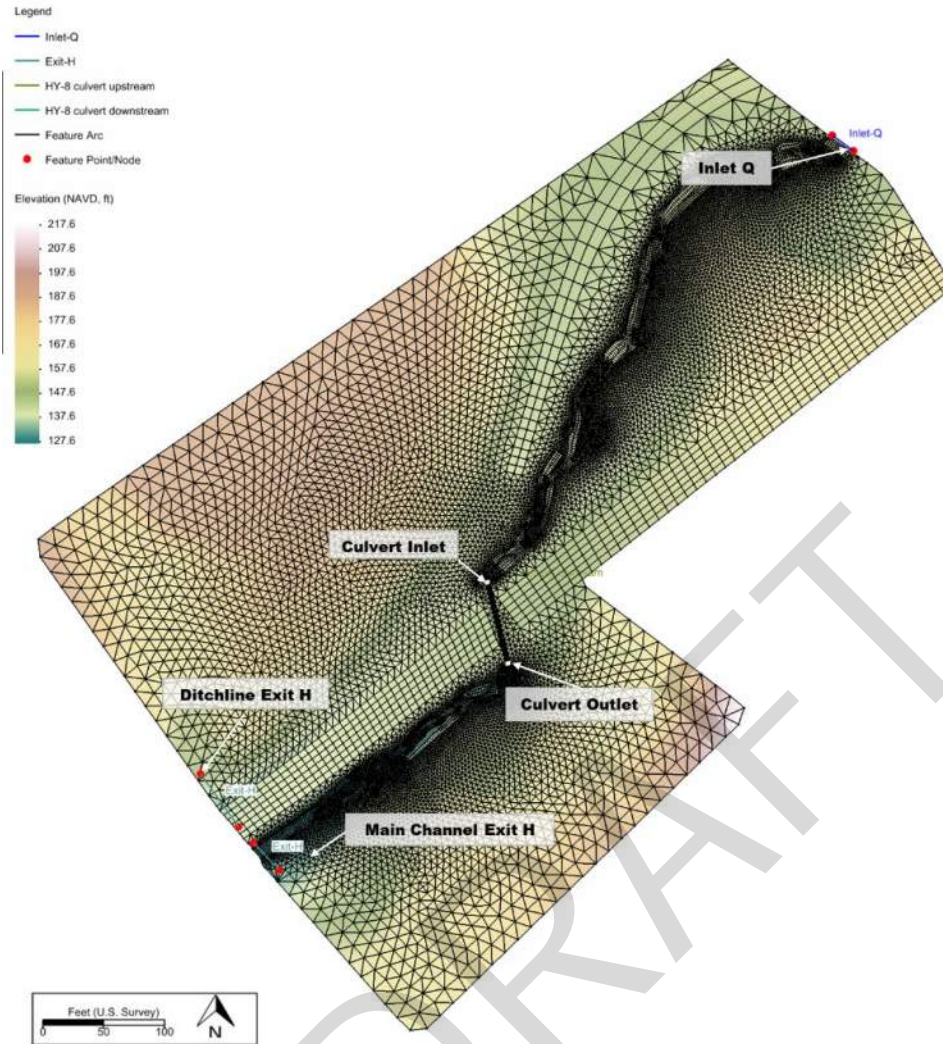 Legend
Inlet-Q
Exit-H
HY-8 culvert upstream
HY-8 culvert downstream
Feature Arc
Feature Point/Node
Elevation (NAVD, ft)
217.6
207.6
197.6
187.6
177.6
167.6
157.6
147.6
137.6
127.6
Inlet-Q
Inlet Q
Culvert Inlet
Culvert Outlet
Ditchline Exit H
Exit-H
Main Channel Exit H
Exit-H
Feet (U.S. Survey)
0 50 100
N
DRAFT